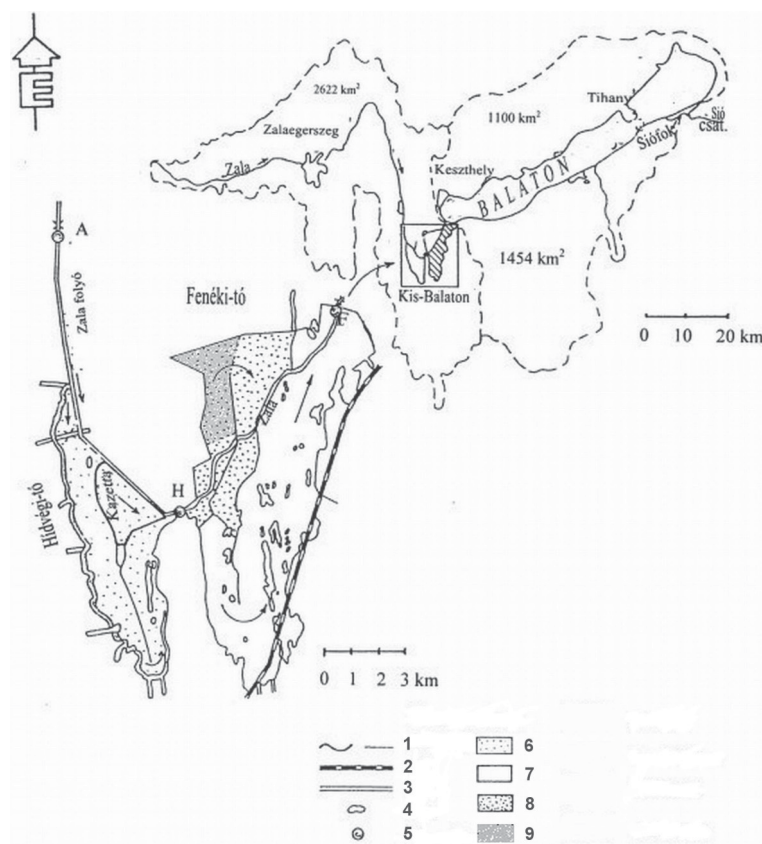 É
2622 km²
1100 km²
Tihany
Zalaegerszeg
Sió
csat.
Siófok
Zala
Keszthely
BALATON
A
1454 km²
Zala folyó
Fenéki-tó
Kis-Balaton
F
0 10 20 km
Zala
Kazetta
H
Hídvégi-tó
0 1 2 3 km
1 6
2 7
3 8
4 9
5